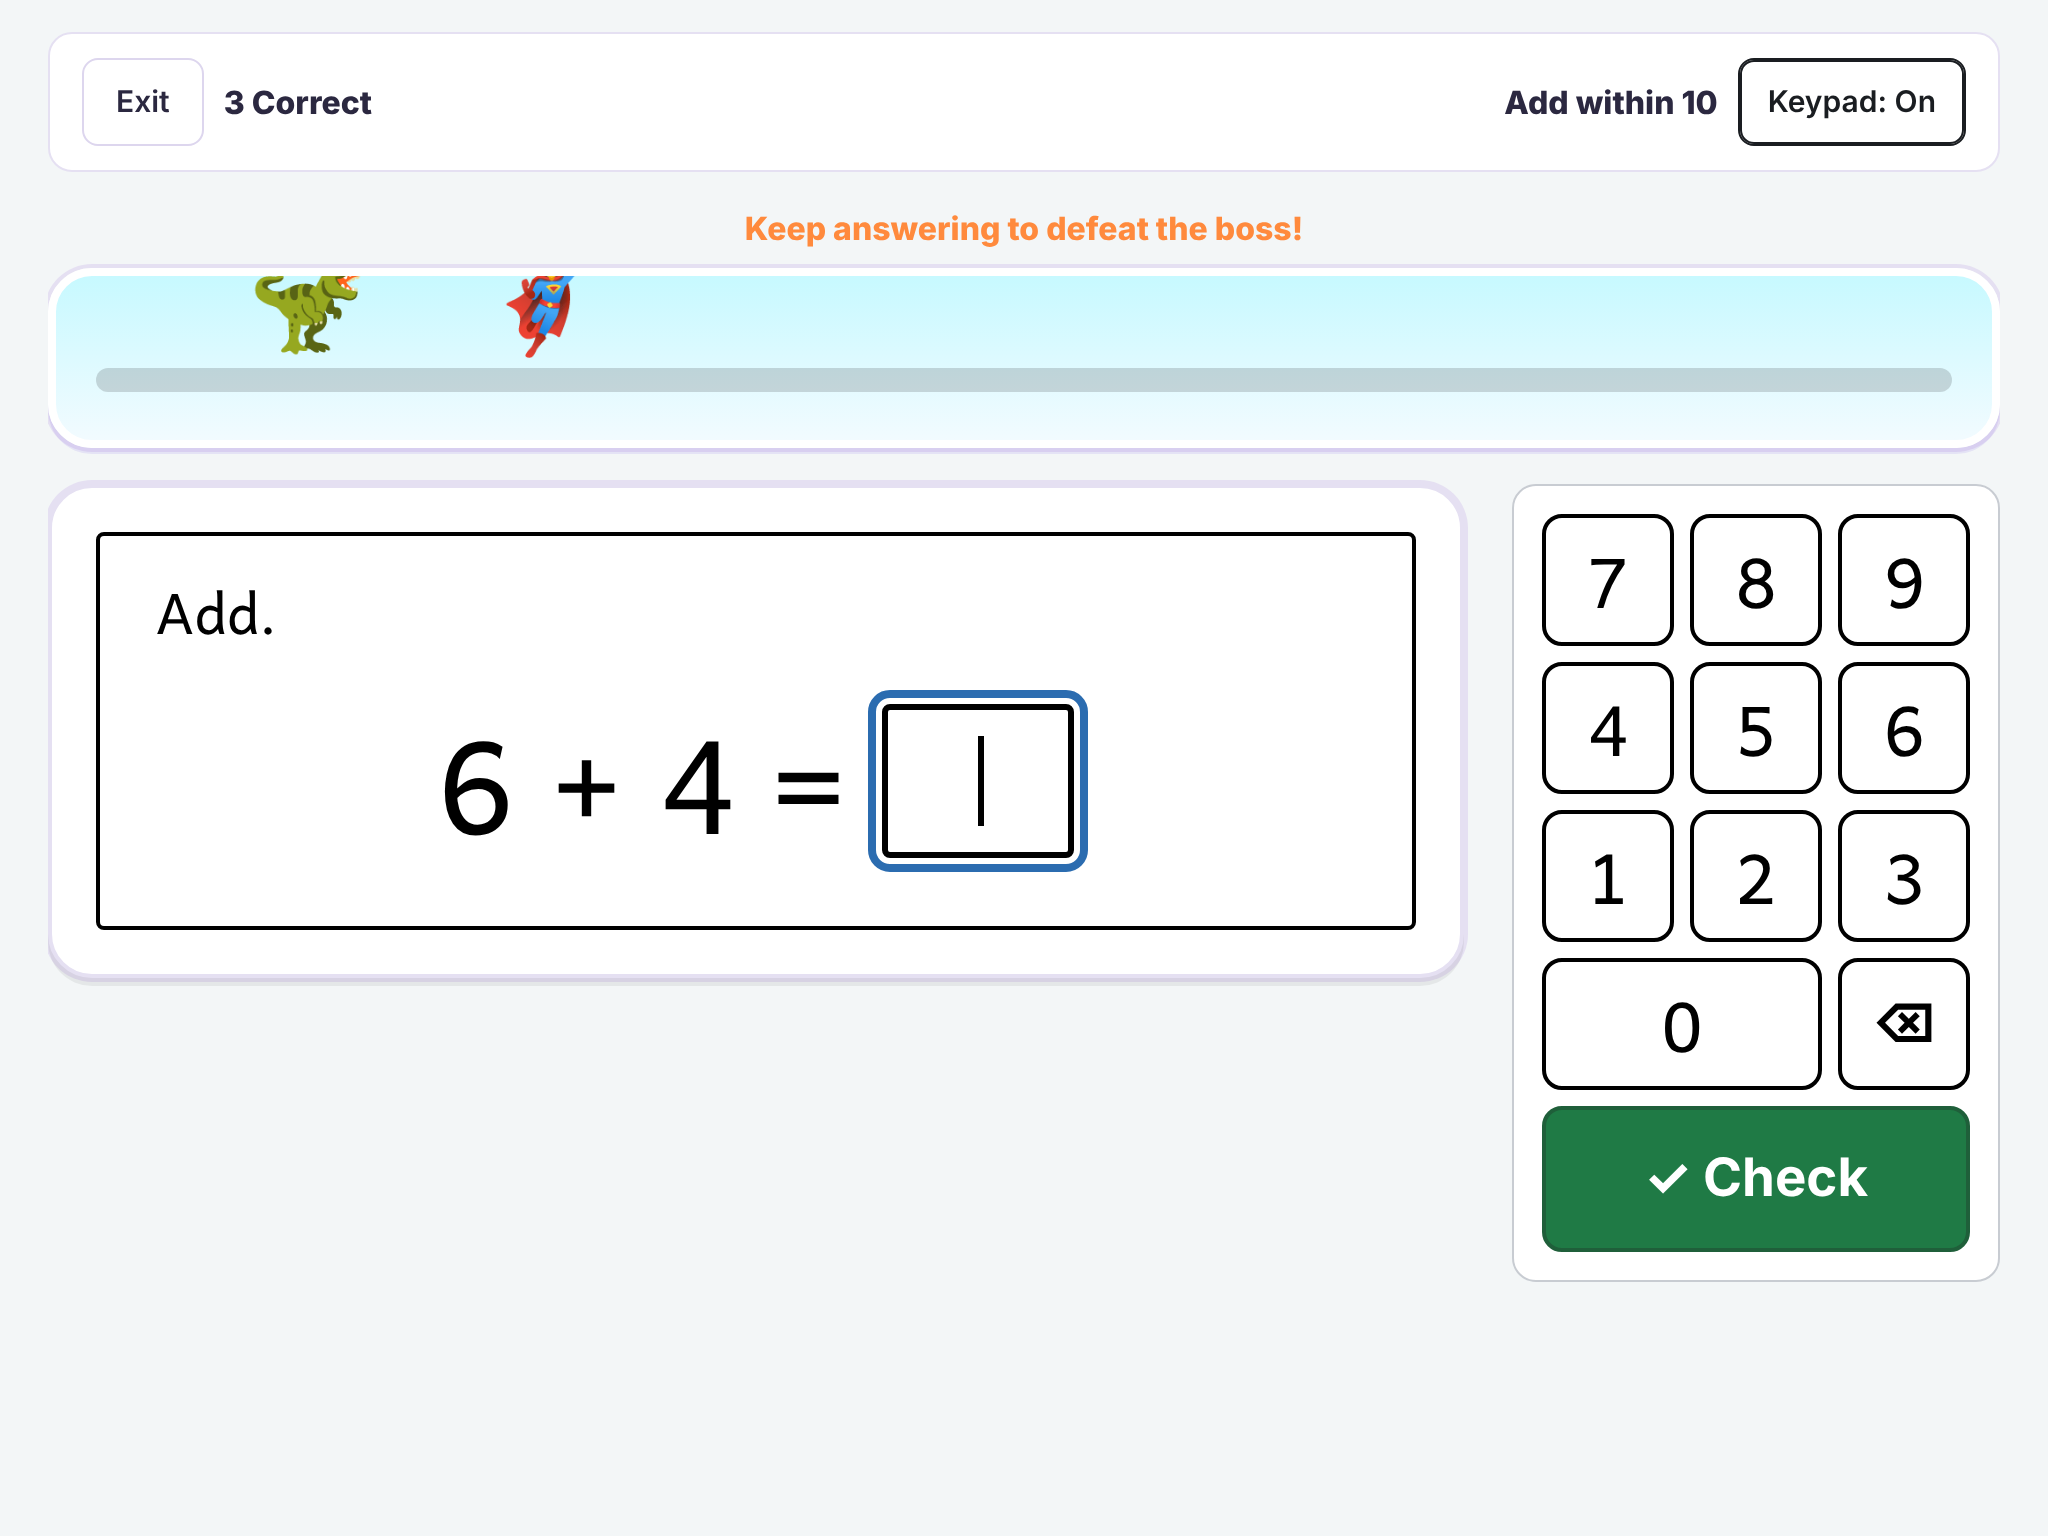 Exit
3 Correct
Add within 10
Keypad: On
Keep answering to defeat the boss!
Add.
6 + 4 =
7 8 9
4 5 6
1 2 3
0
✓ Check